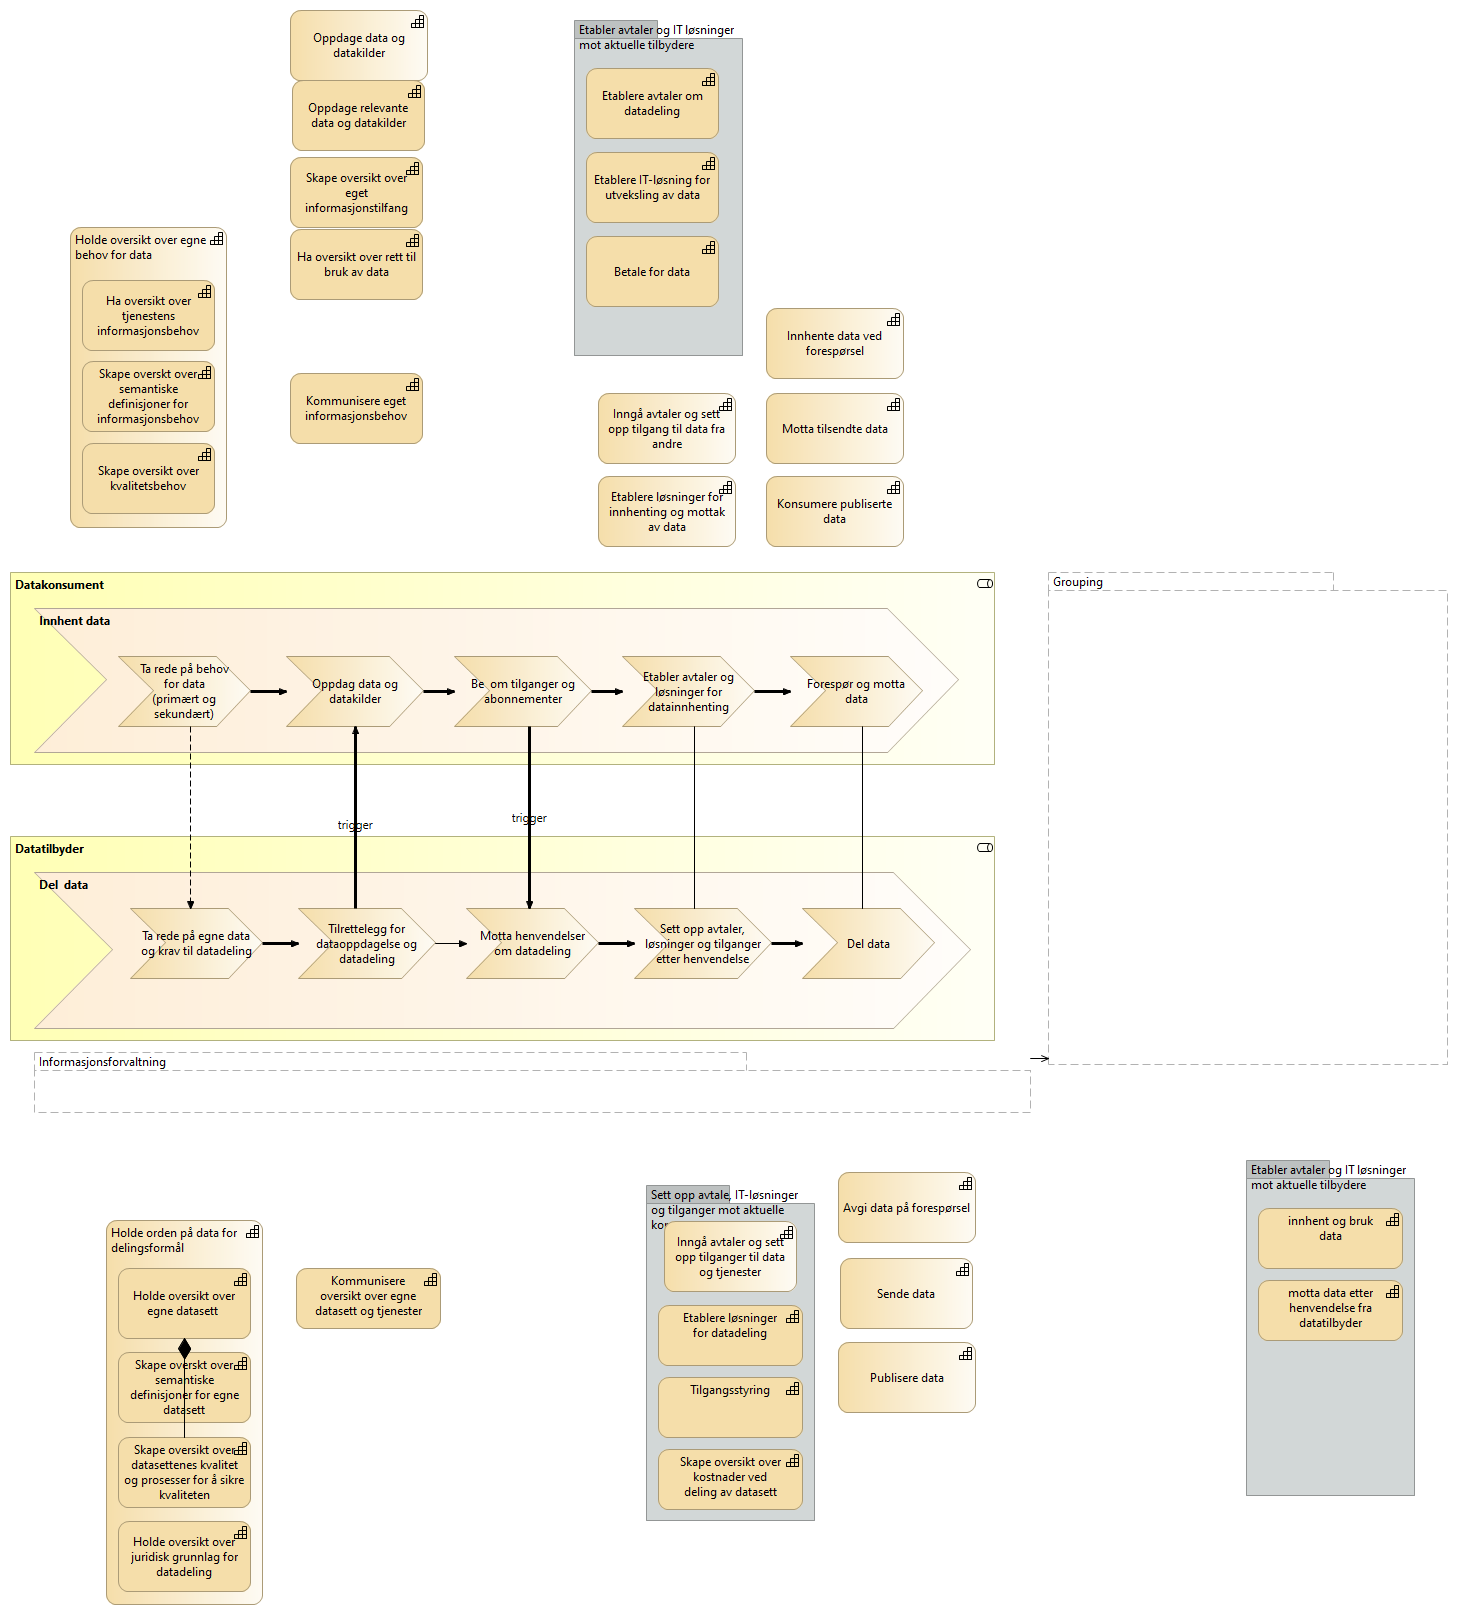 Oppdage data og
datakilder
Oppdage relevante
data og datakilder
Skape oversikt over
eget
informasjonstilfang
Ha oversikt over rett til
bruk av data
Kommunisere eget
informasjonsbehov
Holde oversikt over egne
behov for data
Ha oversikt over
tjenestens
informasjonsbehov
Skape overskt over
semantiske
definisjoner for
informasjonsbehov
Skape oversikt over
kvalitetsbehov
Etabler avtaler og IT løsninger
mot aktuelle tilbydere
Etablere avtaler om
datadeling
Etablere IT-løsning for
utveksling av data
Betale for data
Inngå avtaler og sett
opp tilgang til data fra
andre
Etablere løsninger for
innhenting og mottak
av data
Innhente data ved
forespørsel
Motta tilsendte data
Konsumere publiserte
data
Datakonsument
Innhent data
Ta rede på behov
for data
(primært og
sekundært)
Oppdag data og
datakilder
Be om tilganger og
abonnementer
Etabler avtaler og
løsninger for
datainnhenting
Forespør og motta
data
Grouping
trigger
trigger
Datatilbyder
Del  data
Ta rede på egne data
og krav til datadeling
Tilrettelegg for
dataoppdagelse og
datadeling
Motta henvendelser
om datadeling
Sett opp avtaler,
løsninger og tilganger
etter henvendelse
Del data
Informasjonsforvaltning
Holde orden på data for
delingsformål
Holde oversikt over
egne datasett
Skape overskt over
semantiske
definisjoner for egne
datasett
Skape oversikt over
datasettenes kvalitet
og prosesser for å sikre
kvaliteten
Holde oversikt over
juridisk grunnlag for
datadeling
Kommunisere
oversikt over egne
datasett og tjenester
Sett opp avtale, IT-løsninger
og tilganger mot aktuelle
Inngå avtaler og sett
opp tilganger til data
og tjenester
Etablere løsninger
for datadeling
Tilgangsstyring
Skape oversikt over
kostnader ved
deling av datasett
Avgi data på forespørsel
Sende data
Publisere data
Etabler avtaler og IT løsninger
mot aktuelle tilbydere
innhent og bruk
data
motta data etter
henvendelse fra
datatilbyder